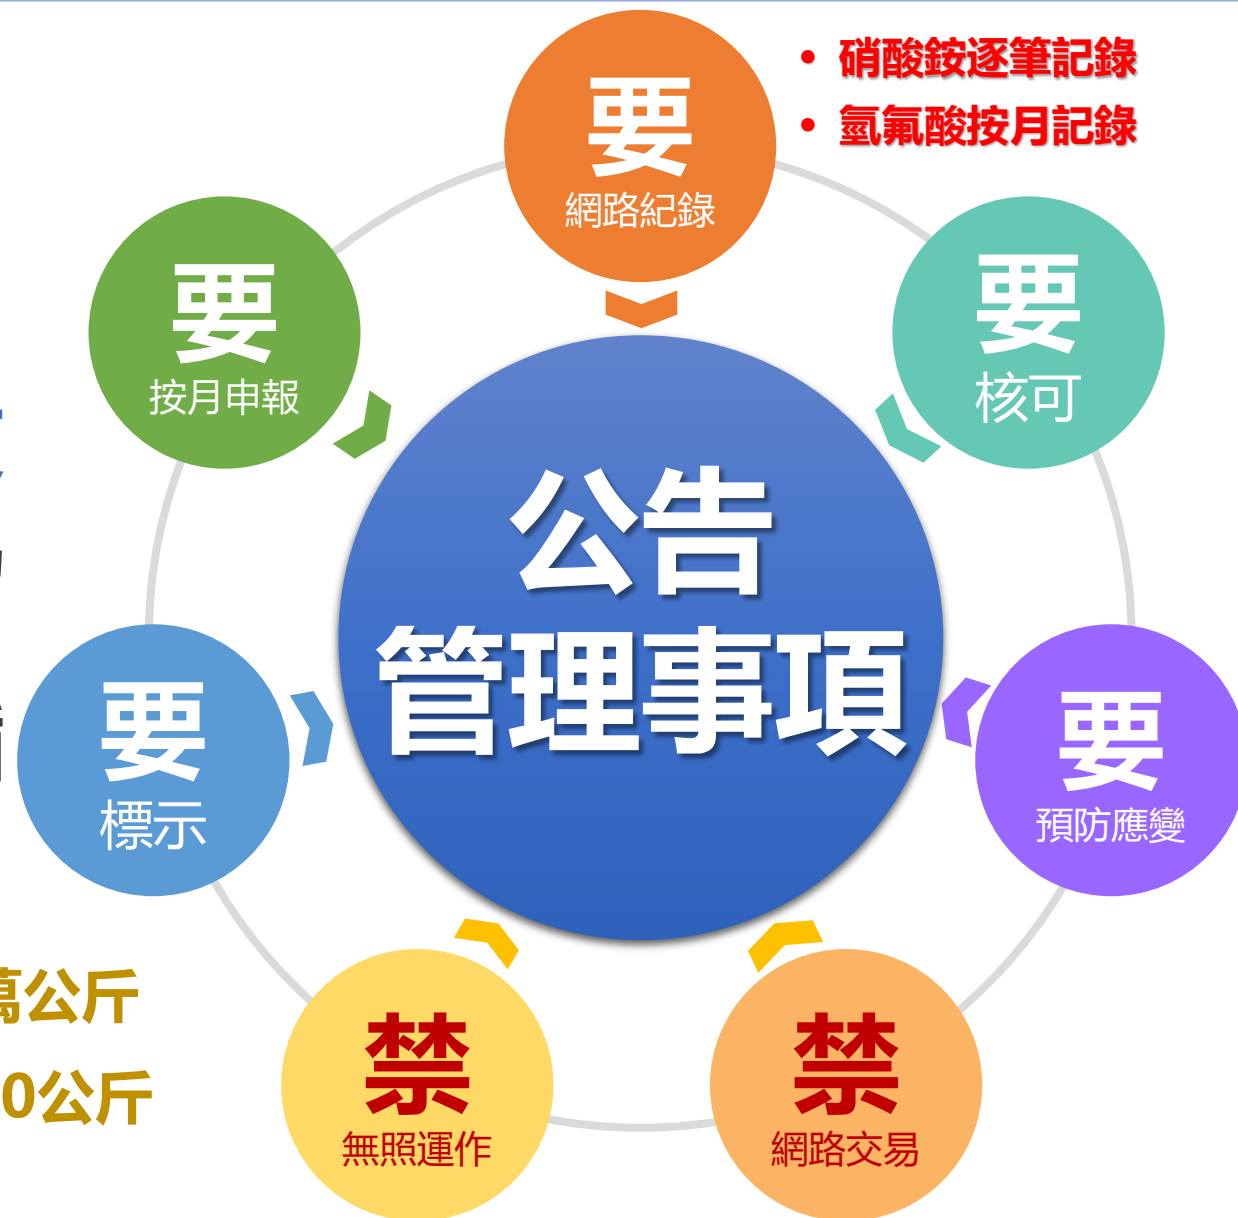 要
網路紀錄
• 硝酸銨逐筆記錄
• 氫氟酸按月記錄
要
按月申報
要
核可
公告
管理事項
要
標示
要
預防應變
萬公斤
0公斤
禁
無照運作
禁
網路交易